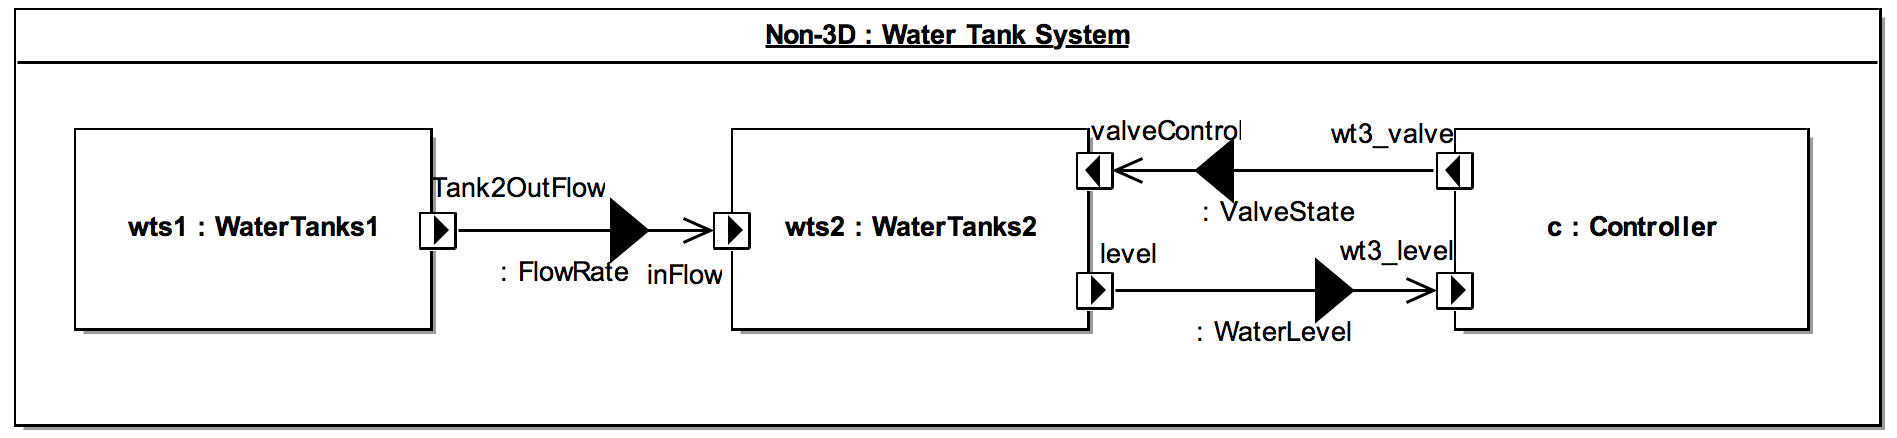 Non-3D : Water Tank System
valveControl
wt3_valve
Tank2OutFlow
: ValveState
wts1 : WaterTanks1
wts2 : WaterTanks2
c : Controller
level
wt3_level
: FlowRate
inFlow
: WaterLevel